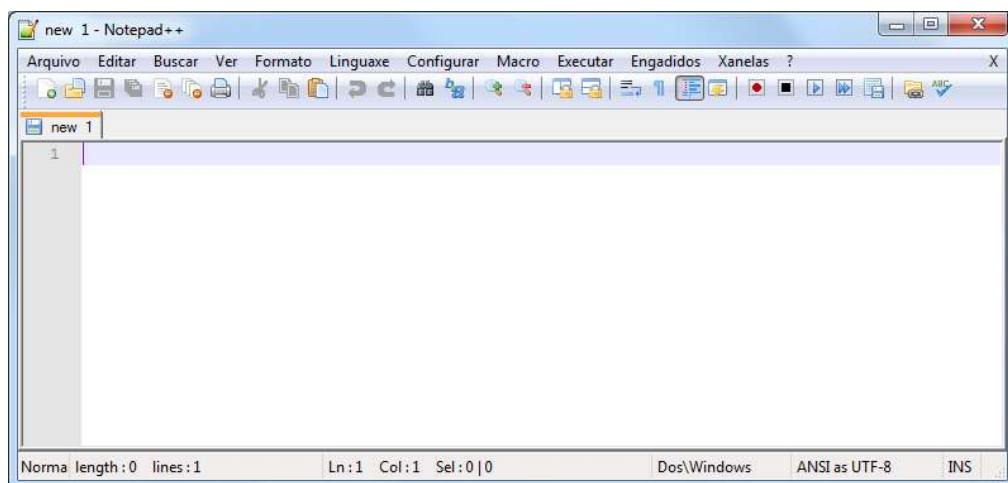 new 1 - Notepad++
Arquivo Editar Buscar Ver Formato Linguaxe Configurar Macro Executar Engadidos Xanelas ? X
ABC
new 1
1
Norma length : 0 lines : 1 Ln : 1 Col : 1 Sel : 0 | 0 Dos\Windows ANSI as UTF-8 INS